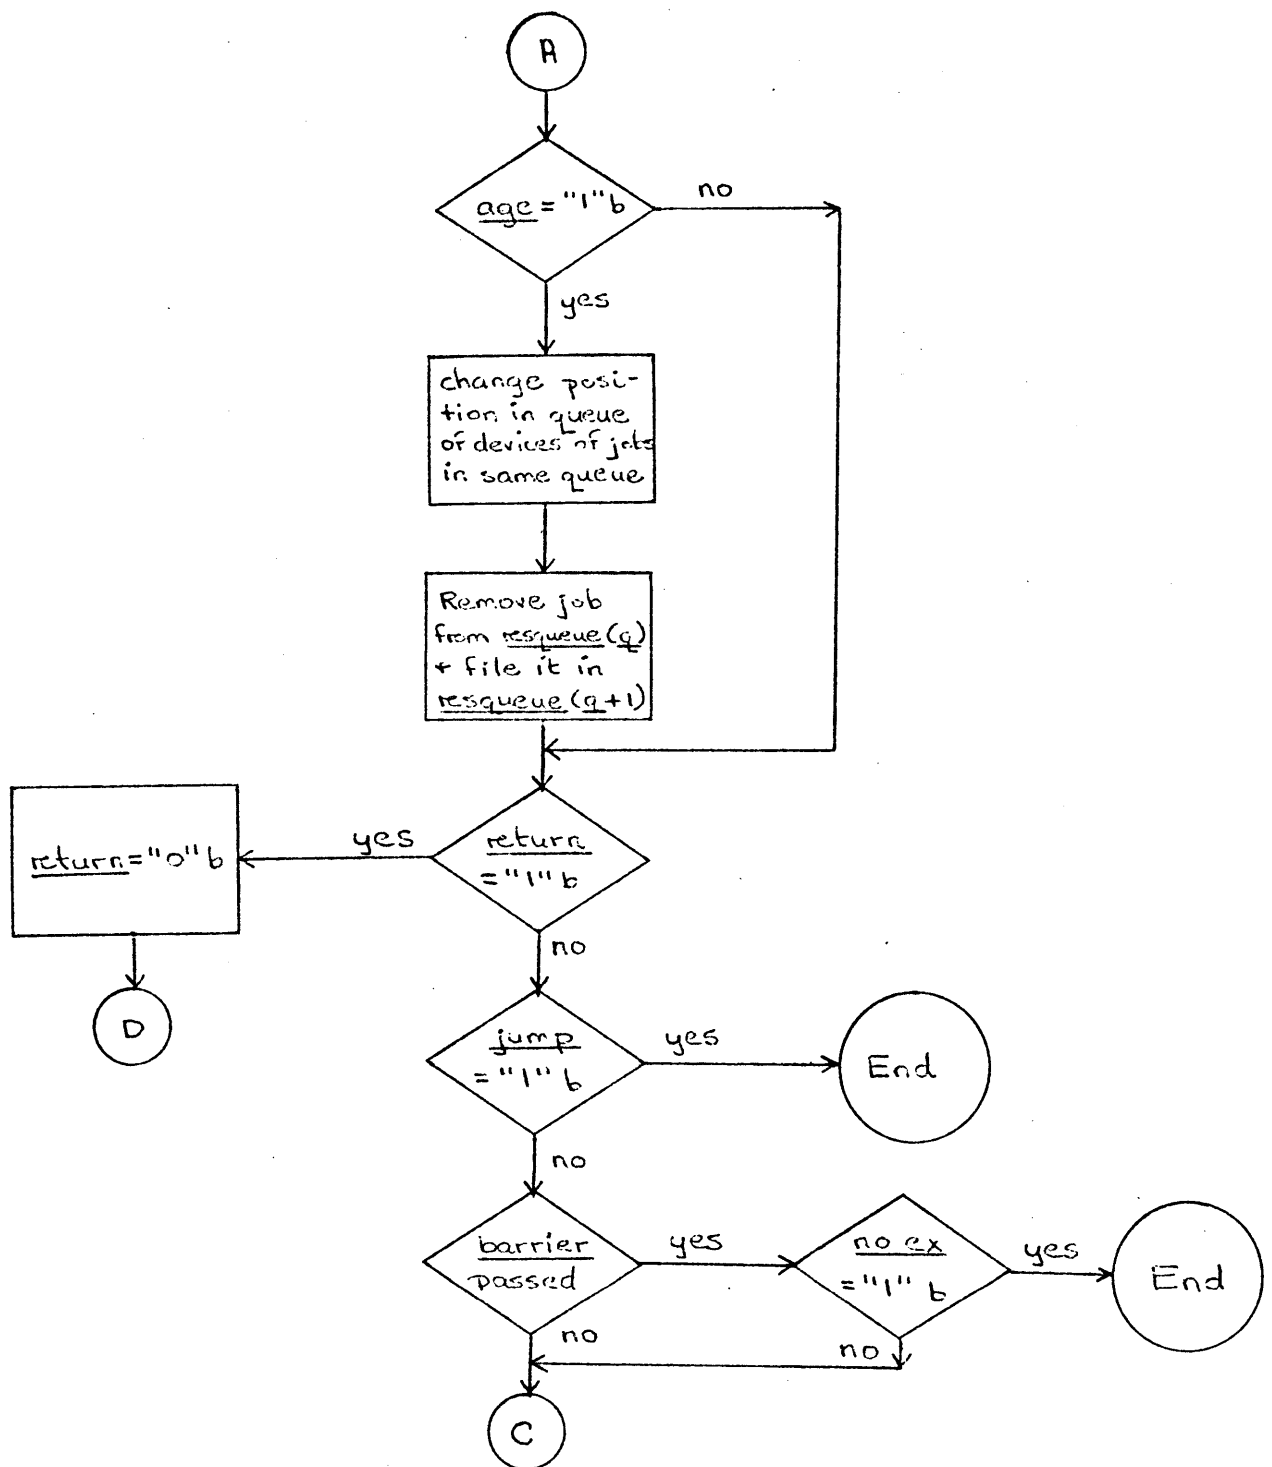 A
age = "1"b
no
yes
change posi-
tion in queue
of devices of jobs
in same queue
Remove job
from resqueue (q)
+ file it in
resqueue (q+1)
return
= "1" b
yes
return = "0" b
D
no
jump
= "1" b
yes
End
no
barrier
passed
yes
no ex
= "1" b
yes
End
no
no
C